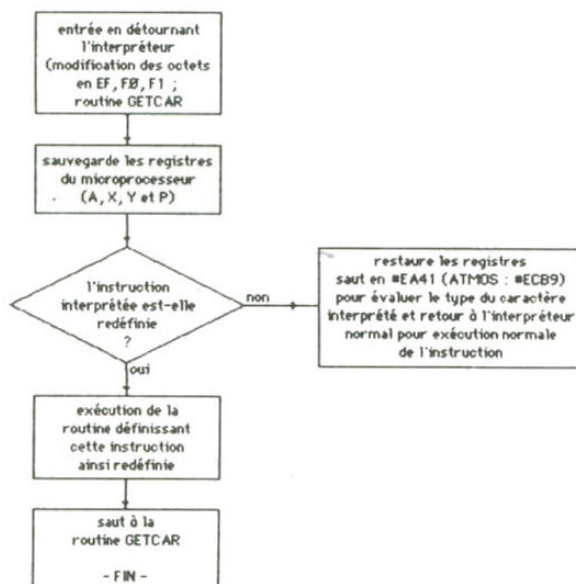 entrée en détournant
l'interpréteur
(modification des octets
en EF, FØ, F1 ;
routine GETCAR
sauvegarde les registres
du microprocesseur
(A, X, Y et P)
l'instruction
interprétée est-elle
redéfinie
?
non
restaure les registres
saut en #EA41 (ATMOS : #ECB9)
pour évaluer le type du caractère
interprété et retour à l'interpréteur
normal pour exécution normale
de l'instruction
oui
exécution de la
routine définissant
cette instruction
ainsi redéfinie
saut à la
routine GETCAR
- FIN -